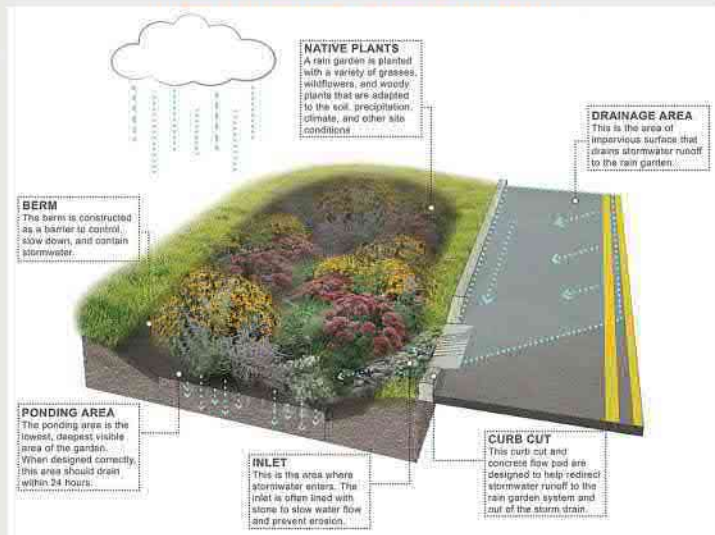 NATIVE PLANTS
A rain garden is planted
with a variety of grasses,
wildflowers, and woody
plants that are adapted
to the soil, precipitation,
climate, and other site
conditions
DRAINAGE AREA
This is the area of
impervious surface that
drains stormwater runoff
to the rain garden.
BERM
The berm is constructed
as a barrier to control,
slow down, and contain
stormwater.
PONDING AREA
The ponding area is the
lowest, deepest visible
area of the garden.
When designed correctly,
this area should drain
within 24 hours.
INLET
This is the area where
stormwater enters. The
inlet is often lined with
stone to slow water flow
and prevent erosion.
CURB CUT
This curb cut and
concrete flow pad are
designed to help redirect
stormwater runoff to the
rain garden system and
out of the storm drain.